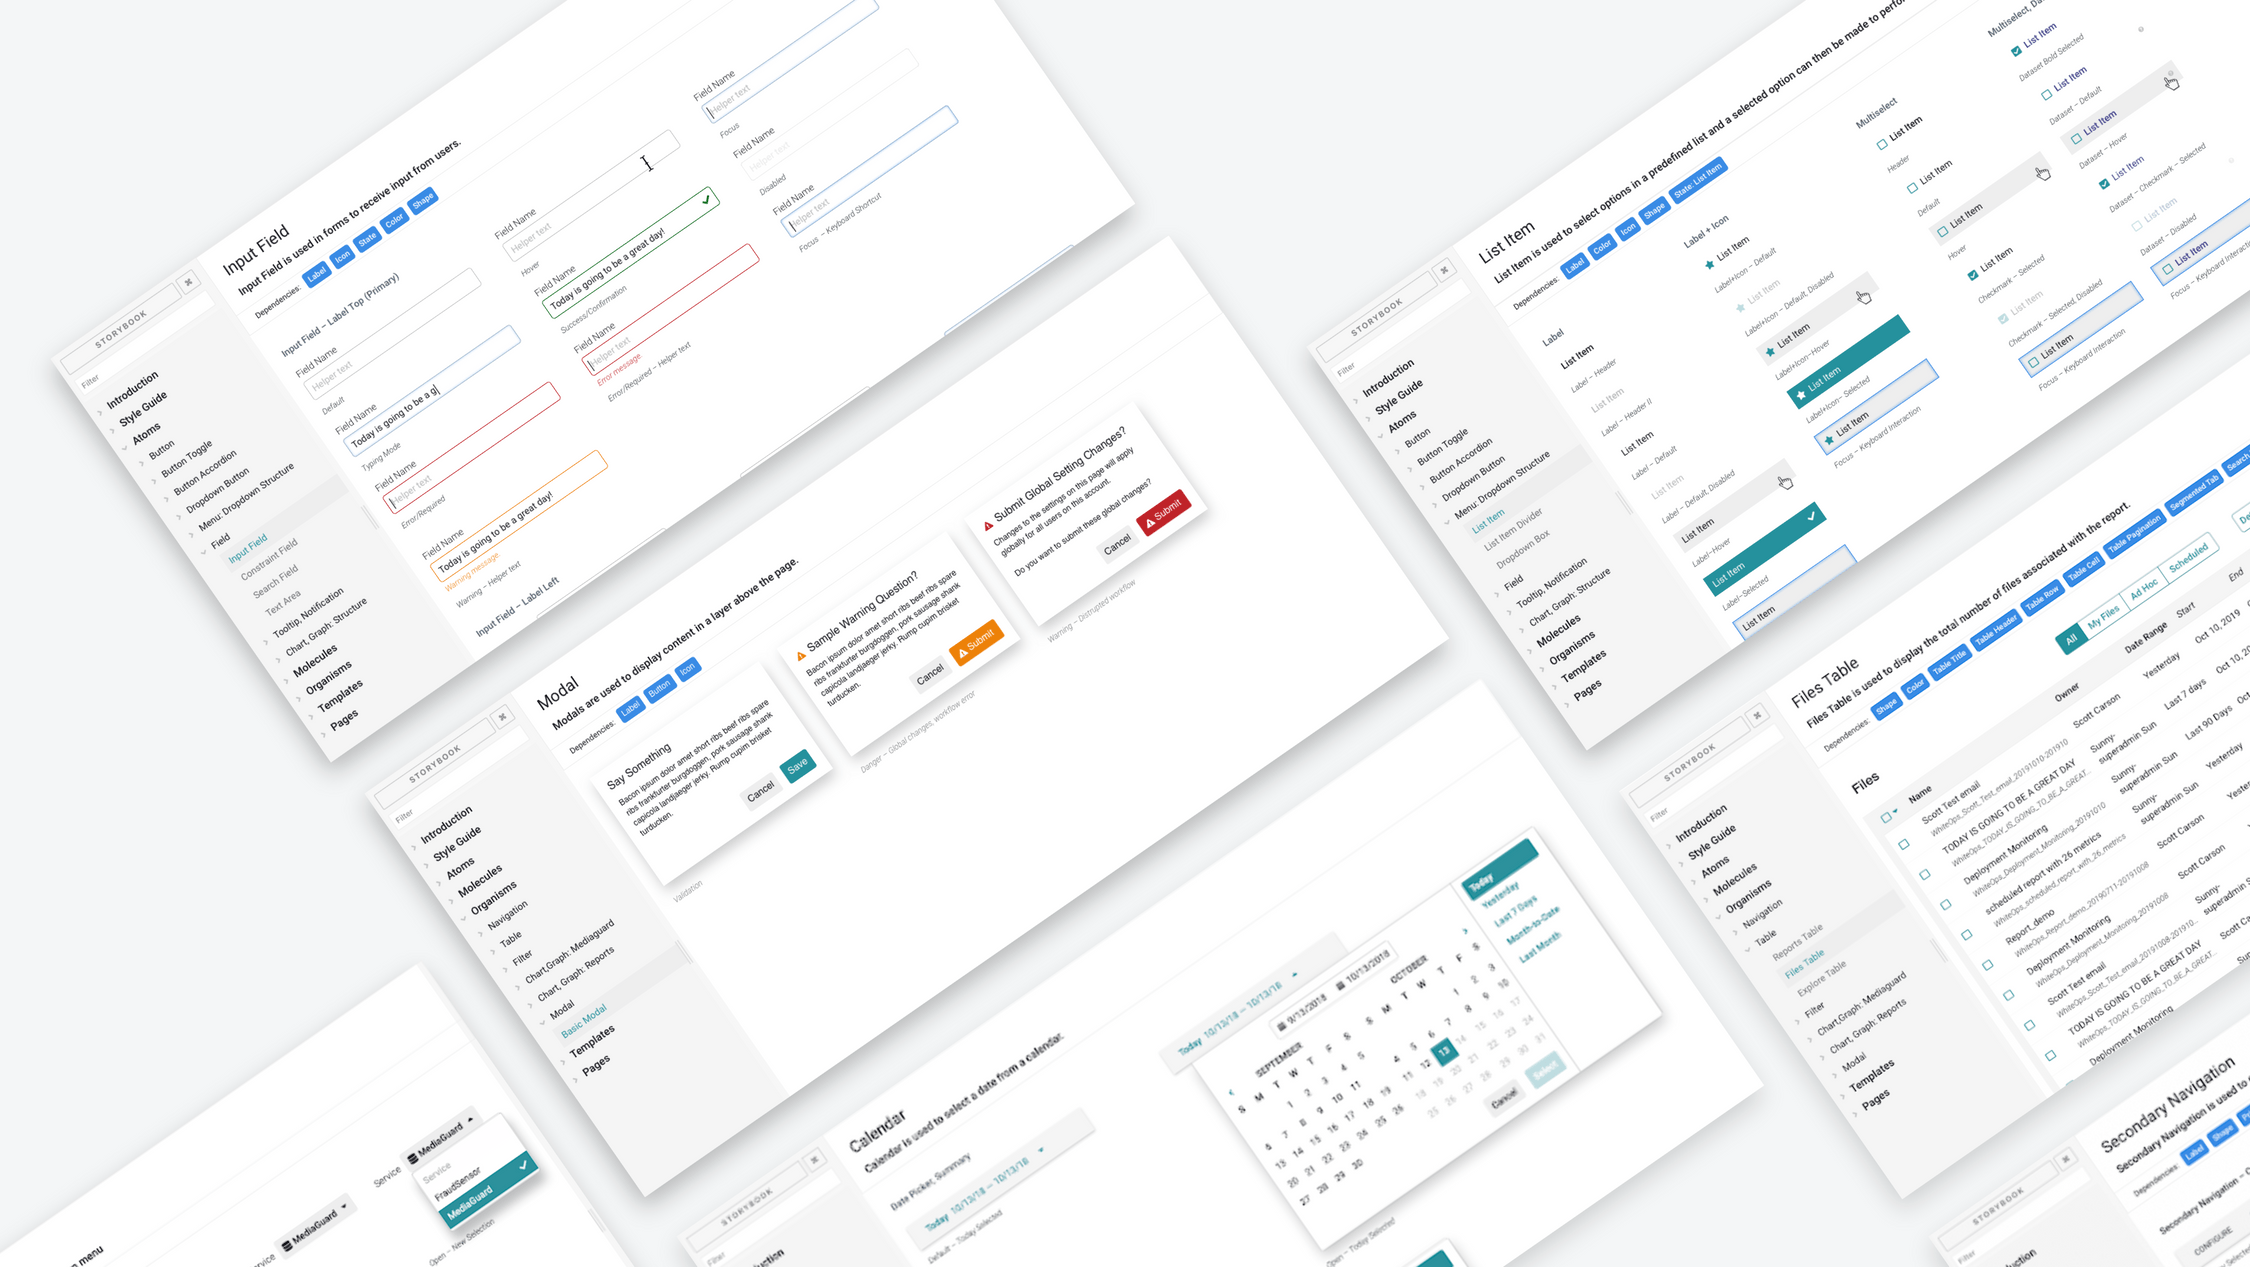 Input Field
Input Field is used in forms to receive input from users.
Dependencies: Label Icon State Color Shape
STORYBOOK
Filter
Introduction
Style Guide
Atoms
Button
Button Toggle
Button Accordion
Dropdown Button
Menu: Dropdown Structure
Field
Input Field
Constraint Field
Search Field
Text Area
Tooltip, Notification
Chart, Graph: Structure
Molecules
Organisms
Templates
Pages
Input Field – Label Top (Primary)
Field Name
Helper text
Default
Field Name
Today is going to be a g
Typing Mode
Field Name
Helper text
Error/Required
Field Name
Today is going to be a great day!
Warning message
Warning – Helper text
Input Field – Label Left
Field Name
Helper text
Hover
Field Name
Today is going to be a great day!
Success/Confirmation
Field Name
Helper text
Error message
Error/Required – Helper text
Field Name
Helper text
Focus
Field Name
Helper text
Disabled
Field Name
Helper text
Focus – Keyboard Shortcut
List Item
List Item is used to select options in a predefined list and a selected option can then be made to
Dependencies: Label Color Icon Shape State: List Item
STORYBOOK
Filter
Introduction
Style Guide
Atoms
Button
Button Toggle
Button Accordion
Dropdown Button
Menu: Dropdown Structure
List Item
List Item Divider
Dropdown Box
Field
Tooltip, Notification
Chart, Graph: Structure
Molecules
Organisms
Templates
Pages
Label
List Item
Label – Header
List Item
Label – Header II
List Item
Label – Default
List Item
Label – Default, Disabled
List Item
Label–Hover
List Item
Label–Selected
List Item
Label + Icon
List Item
Label+Icon – Default
List Item
Label+Icon – Default, Disabled
List Item
Label+Icon–Hover
List Item
Label+Icon– Selected
List Item
Focus – Keyboard Interaction
Multiselect
List Item
Header
List Item
Default
List Item
Hover
List Item
Checkmark – Selected
List Item
Checkmark – Selected, Disabled
List Item
Focus – Keyboard Interaction
Multiselect,
List Item
Dataset Bold Selected
List Item
Dataset – Default
List Item
Dataset – Hover
List Item
Dataset – Checkmark – Selected
List Item
Dataset – Disabled
List Item
Focus – Keyboard
Modal
Modals are used to display content in a layer above the page.
Dependencies: Label Button Icon
STORYBOOK
Filter
Introduction
Style Guide
Atoms
Molecules
Organisms
Navigation
Table
Filter
Chart,Graph: Mediaguard
Chart, Graph: Reports
Modal
Basic Modal
Templates
Pages
Say Something
Bacon ipsum dolor amet short ribs beef ribs spare
ribs frankfurter burgdoggen, pork sausage shank
capicola landjaeger jerky. Rump cupim brisket
turducken.
Cancel
Save
Validation
Sample Warning Question?
Bacon ipsum dolor amet short ribs beef ribs spare
ribs frankfurter burgdoggen, pork sausage shank
capicola landjaeger jerky. Rump cupim brisket
turducken.
Cancel
Submit
Danger – Global changes, workflow error
Submit Global Setting Changes?
Changes to the settings on this page will apply
globally for all users on this account.
Do you want to submit these global changes?
Cancel
Submit
Warning – Distrupted workflow
Files Table
Files Table is used to display the total number of files associated with the report.
Dependencies: Shape Color Table Title Table Header Table Row Table Cell Table Pagination Segmented Tab Search
STORYBOOK
Filter
Introduction
Style Guide
Atoms
Molecules
Organisms
Navigation
Table
Reports Table
Files Table
Explore Table
Filter
Chart,Graph: Mediaguard
Chart, Graph: Reports
Modal
Templates
Pages
Files
All My Files Ad Hoc Scheduled
Name Owner Date Range Start End
Scott Test email Scott Carson Yesterday Oct 10, 2019
WhiteOps_Scott_Test_email_20191010-201910
TODAY IS GOING TO BE A GREAT DAY Sunny-superadmin Sun Last 7 days
WhiteOps_TODAY_IS_GOING_TO_BE_A_GREAT...
Deployment Monitoring Sunny-superadmin Sun Last 90 Days
WhiteOps_Deployment_Monitoring_20191010
scheduled report with 26 metrics Sunny-superadmin Sun Yesterday
WhiteOps_scheduled_report_with_26_metrics
Report_demo Scott Carson
WhiteOps_Report_demo_20190711-20191008
Deployment Monitoring Scott Carson
WhiteOps_Deployment_Monitoring_20191008
Scott Test email Sunny-superadmin
WhiteOps_Scott_Test_email_20191008-201910...
TODAY IS GOING TO BE A GREAT DAY
WhiteOps_TODAY_IS_GOING_TO_BE_A_GREAT...
Deployment Monitoring
Calendar
Calendar is used to select a date from a calendar.
STORYBOOK
Filter
Date Picker, Summary
Today 10/13/18 – 10/13/18
Default – Today Selected
Today 10/13/18 – 10/13/18
9/13/2018
10/13/2018
SEPTEMBER
S M T W T F S
1 2 3 4 5
6 7 8 9 10 11 12
13 14 15 16 17 18 19
20 21 22 23 24 25 26
27 28 29 30
OCTOBER
S M T W T F S
1 2 3
4 5 6 7 8 9 10
11 12 13 14 15 16 17
18 19 20 21 22 23 24
25 26 27 28 29 30 31
Cancel
Select
Today
Yesterday
Last 7 Days
Month-to-Date
Last Month
Open – Today Selected
menu
MediaGuard
Service
MediaGuard
Service
FraudSensor
MediaGuard
Open – New Selection
Secondary Navigation
Secondary Navigation is used to
Dependencies: Label Shape
STORYBOOK
Filter
Secondary Navigation –
CONFIGURE